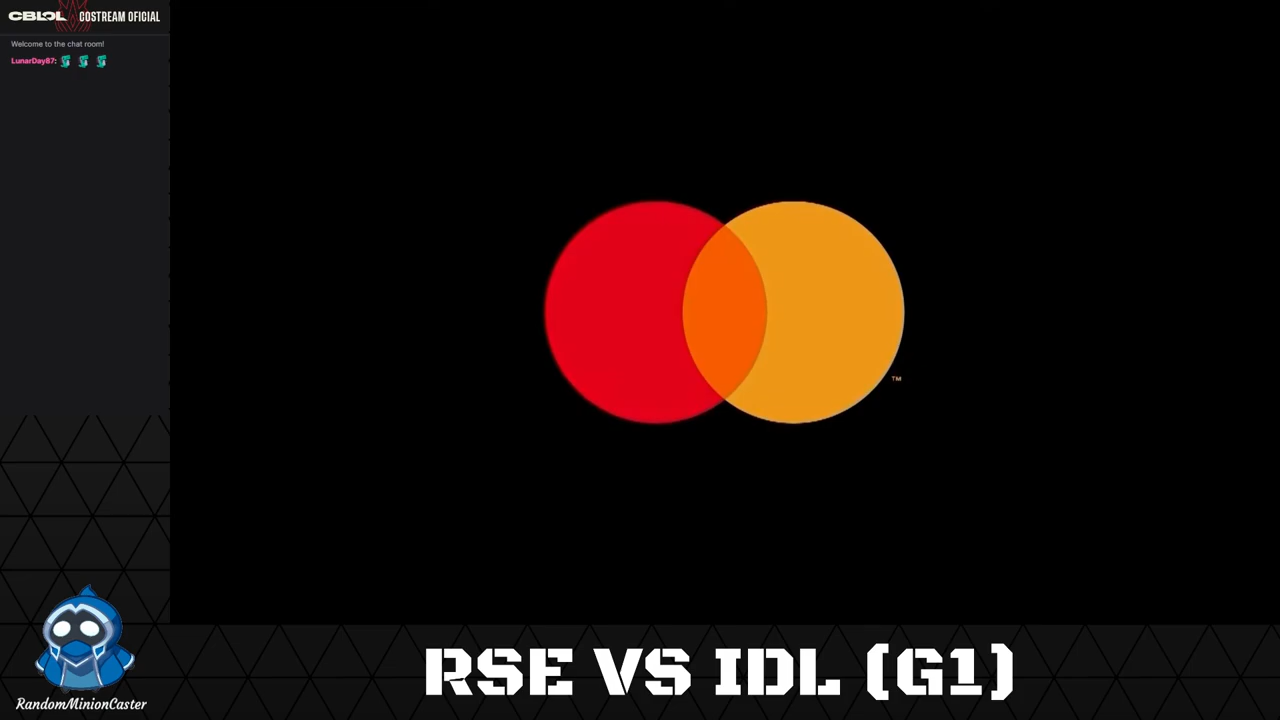 CBLOL COSTREAM OFICIAL
Welcome to the chat room!
LunarDay87:
TM
RandomMinionCaster
RSE VS IDL (G1)